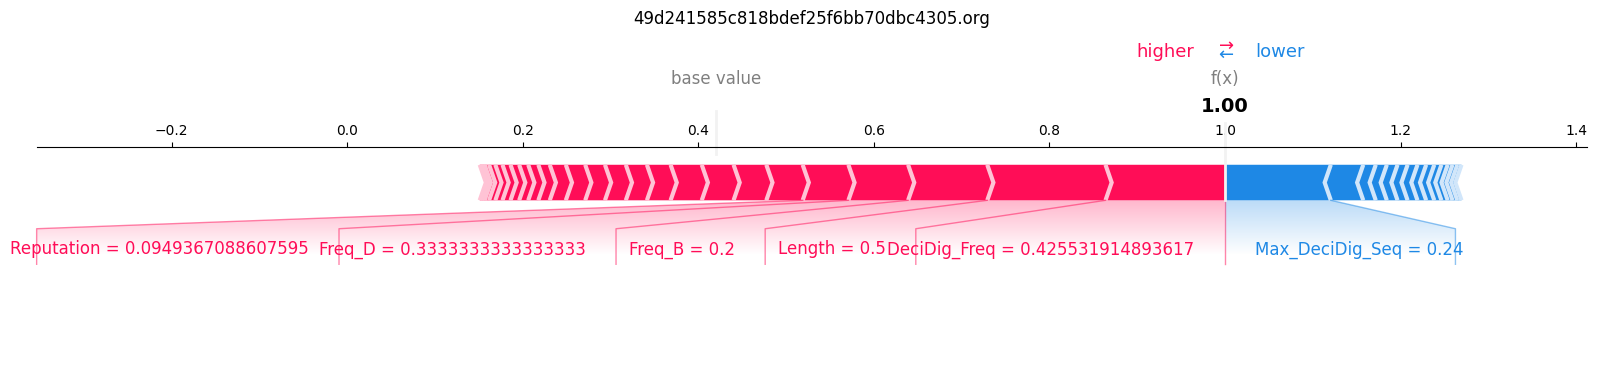 49d241585c818bdef25f6bb70dbc4305.org
higher ⇄ lower
base value f(x)
1.00
−0.2 0.0 0.2 0.4 0.6 0.8 1.0 1.2 1.4
Reputation = 0.0949367088607595 Freq_D = 0.3333333333333333 Freq_B = 0.2 Length = 0.5 DeciDig_Freq = 0.425531914893617 Max_DeciDig_Seq = 0.24